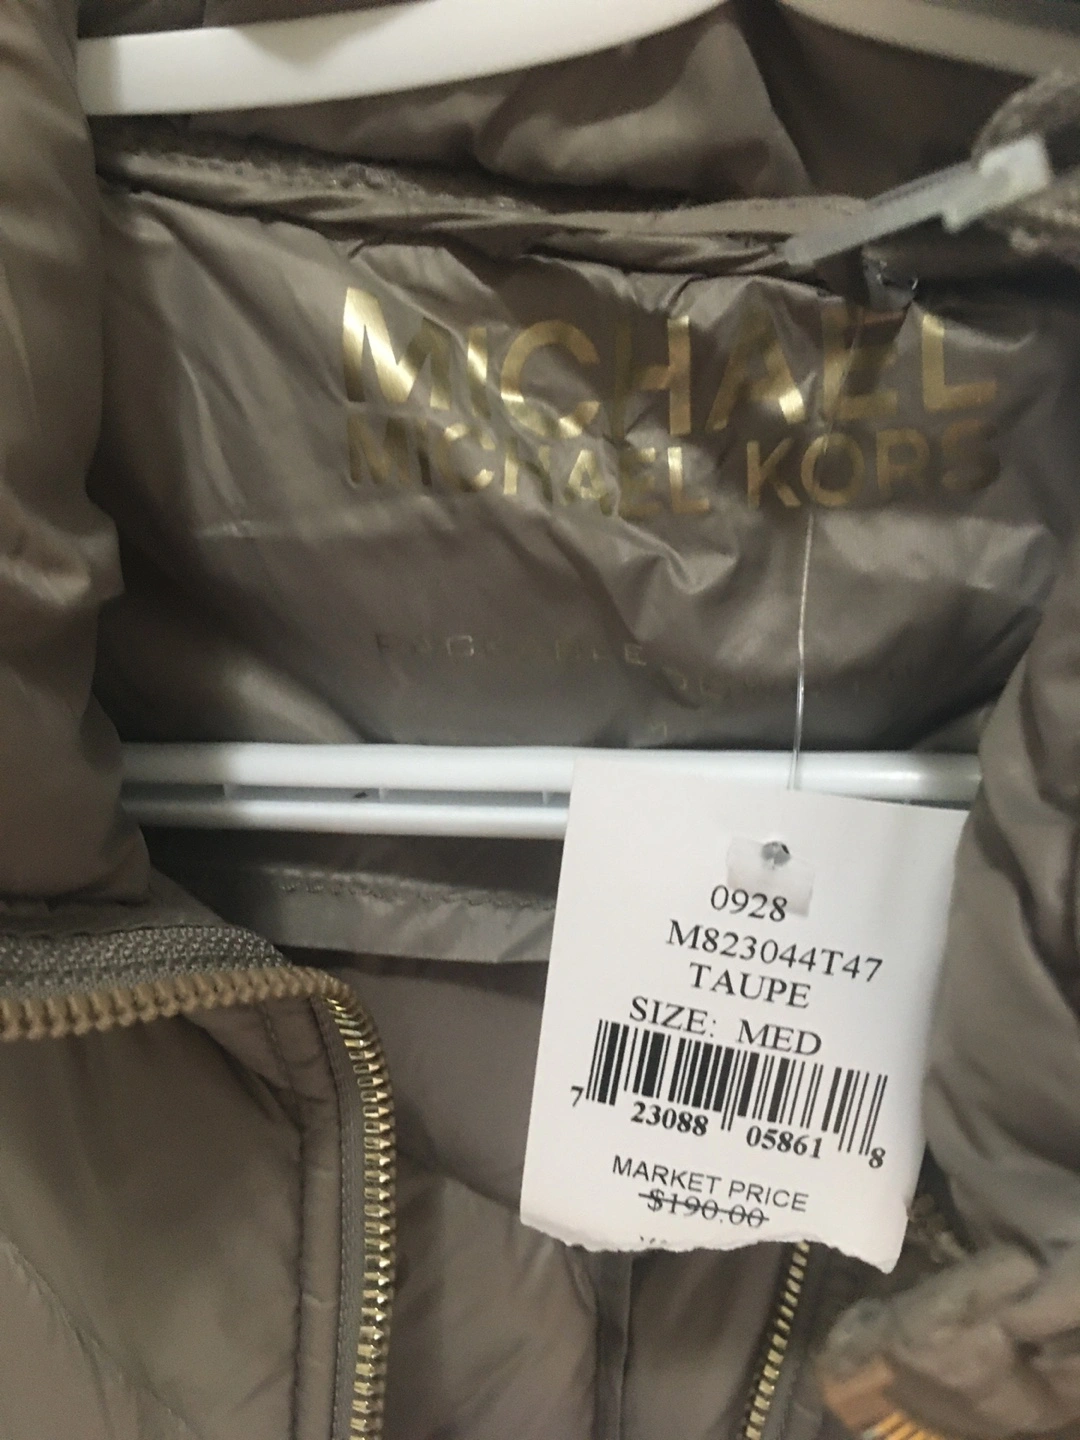 MICHAEL
MICHAEL KORS
0928
M823044T47
TAUPE
SIZE: MED
7 23088 05861 8
MARKET PRICE
$190.00